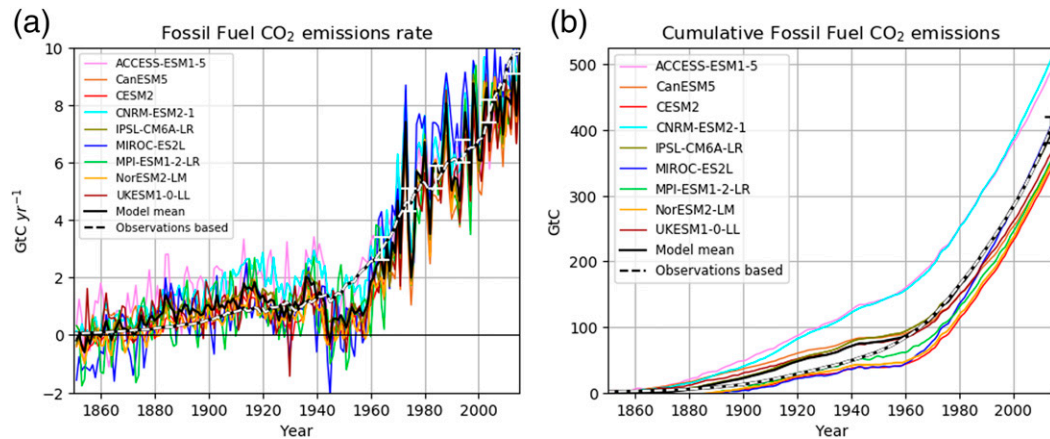 (a)
Fossil Fuel CO₂ emissions rate
10
8
6
4
2
0
−2
GtC yr⁻¹
ACCESS-ESM1-5
CanESM5
CESM2
CNRM-ESM2-1
IPSL-CM6A-LR
MIROC-ES2L
MPI-ESM1-2-LR
NorESM2-LM
UKESM1-0-LL
Model mean
Observations based
1860 1880 1900 1920 1940 1960 1980 2000
Year
(b)
Cumulative Fossil Fuel CO₂ emissions
500
400
300
200
100
0
GtC
ACCESS-ESM1-5
CanESM5
CESM2
CNRM-ESM2-1
IPSL-CM6A-LR
MIROC-ES2L
MPI-ESM1-2-LR
NorESM2-LM
UKESM1-0-LL
Model mean
Observations based
1860 1880 1900 1920 1940 1960 1980 2000
Year